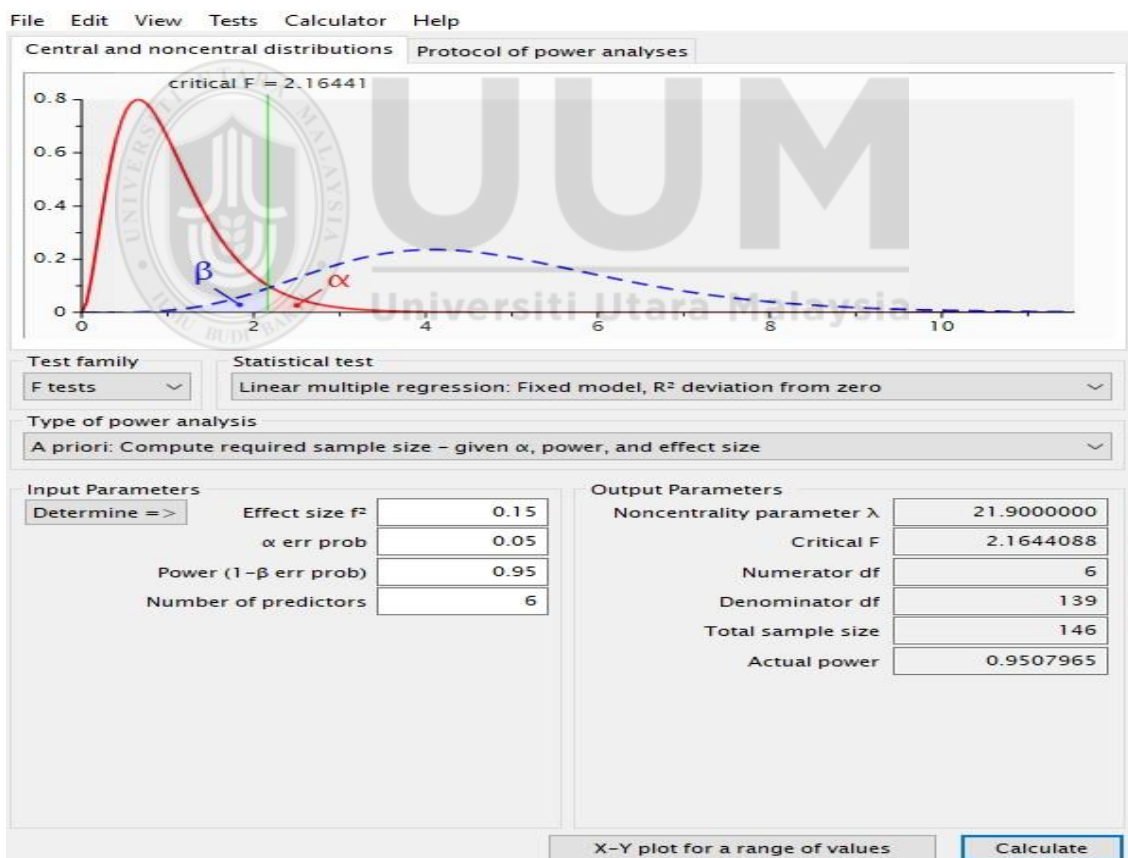 File Edit View Tests Calculator Help
Central and noncentral distributions Protocol of power analyses
critical F = 2.16441
0.8
0.6
0.4
0.2
0
β
α
0 2 4 6 8 10
UNIVERSITI UTARA MALAYSIA
ILMU BUDI BAKTI
UUM
Universiti Utara Malaysia
Test family Statistical test
F tests Linear multiple regression: Fixed model, R² deviation from zero
Type of power analysis
A priori: Compute required sample size – given α, power, and effect size
Input Parameters Output Parameters
Determine => Effect size f² 0.15 Noncentrality parameter λ 21.9000000
α err prob 0.05 Critical F 2.1644088
Power (1-β err prob) 0.95 Numerator df 6
Number of predictors 6 Denominator df 139
Total sample size 146
Actual power 0.9507965
X-Y plot for a range of values Calculate